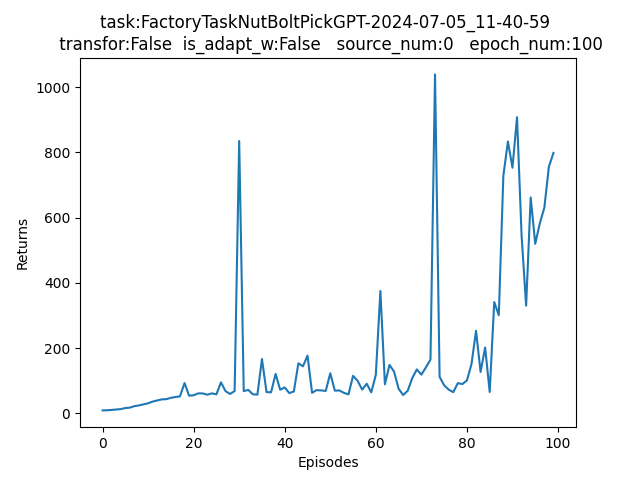 task:FactoryTaskNutBoltPickGPT-2024-07-05_11-40-59
transfor:False is_adapt_w:False source_num:0 epoch_num:100
1000
800
600
400
200
0
Returns
0 20 40 60 80 100
Episodes